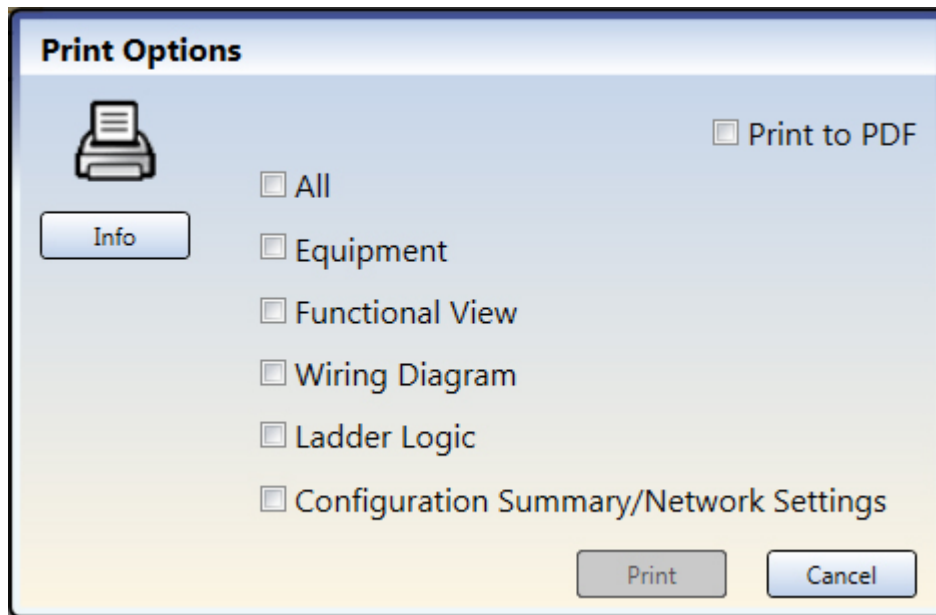 Print Options
Print to PDF
All
Info
Equipment
Functional View
Wiring Diagram
Ladder Logic
Configuration Summary/Network Settings
Print
Cancel